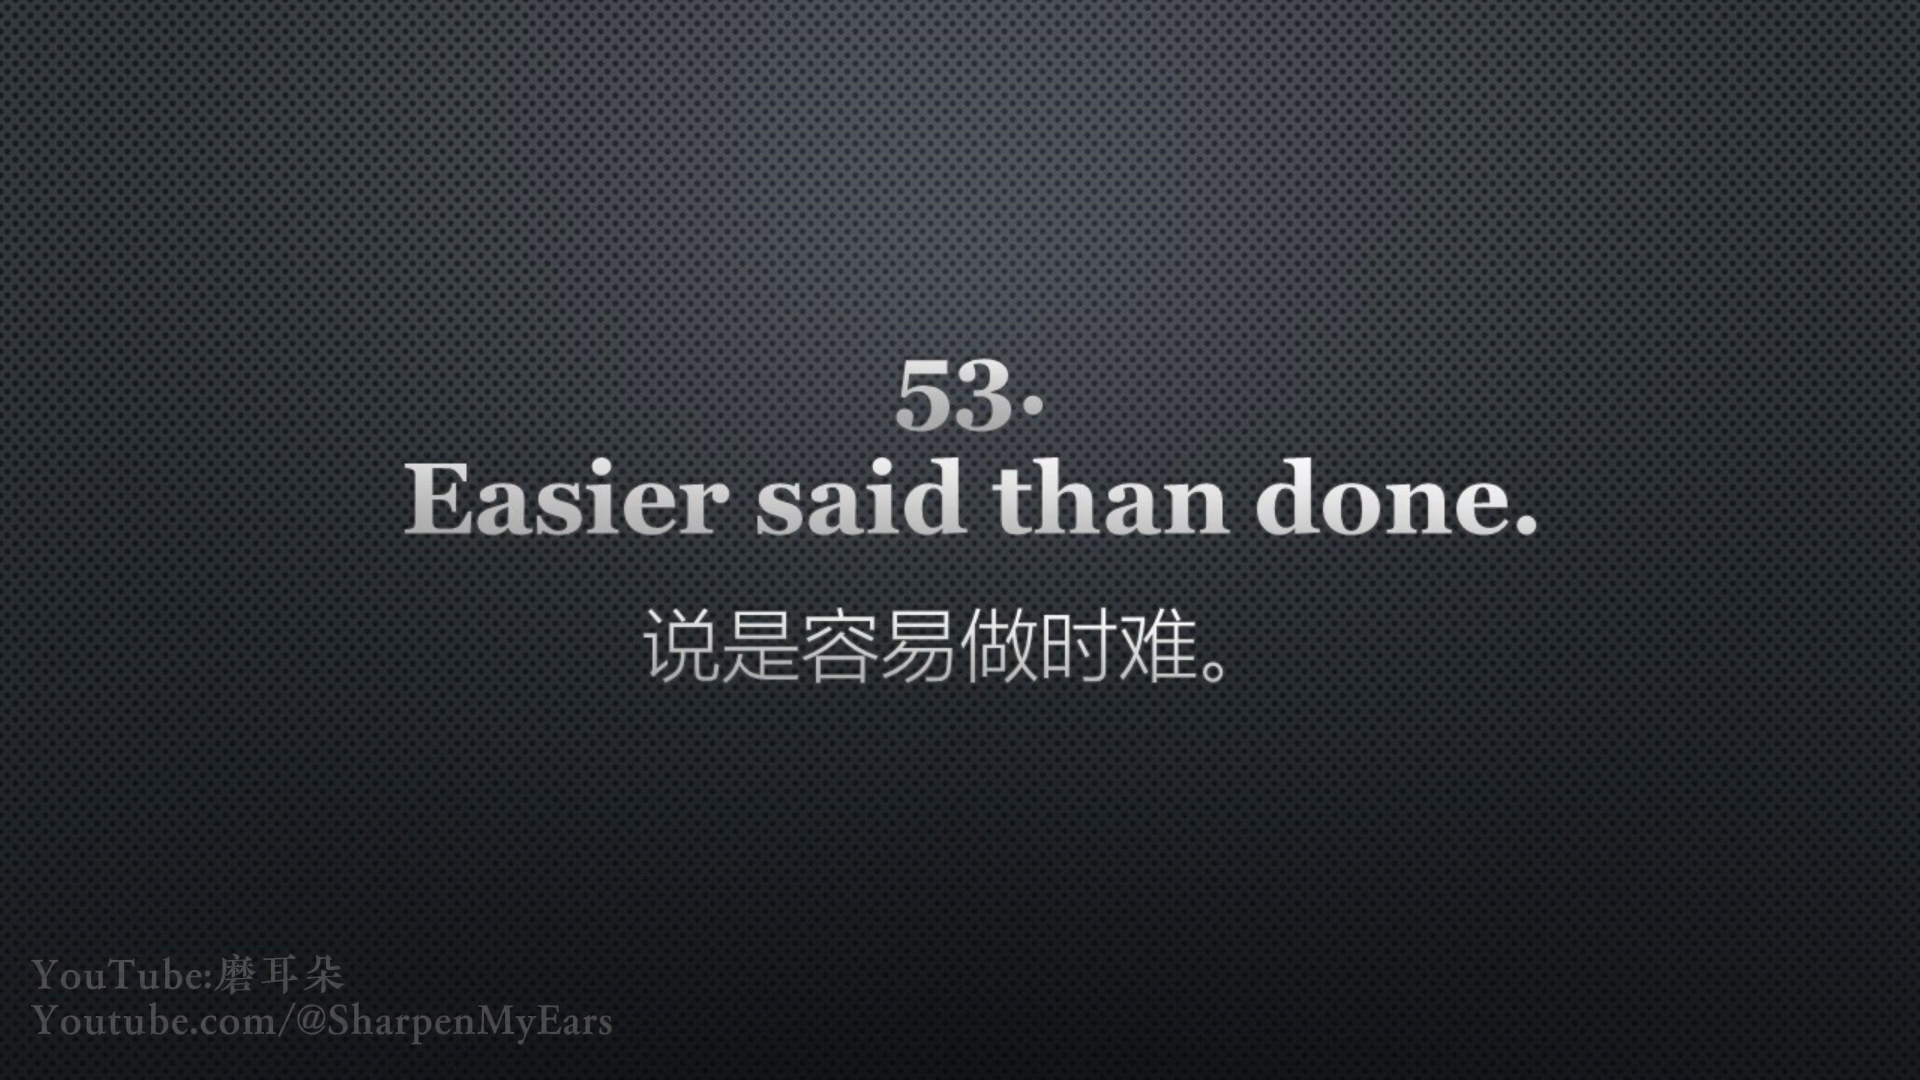 53.
Easier said than done.
说是容易做时难。
YouTube:磨耳朵
Youtube.com/@SharpenMyEars